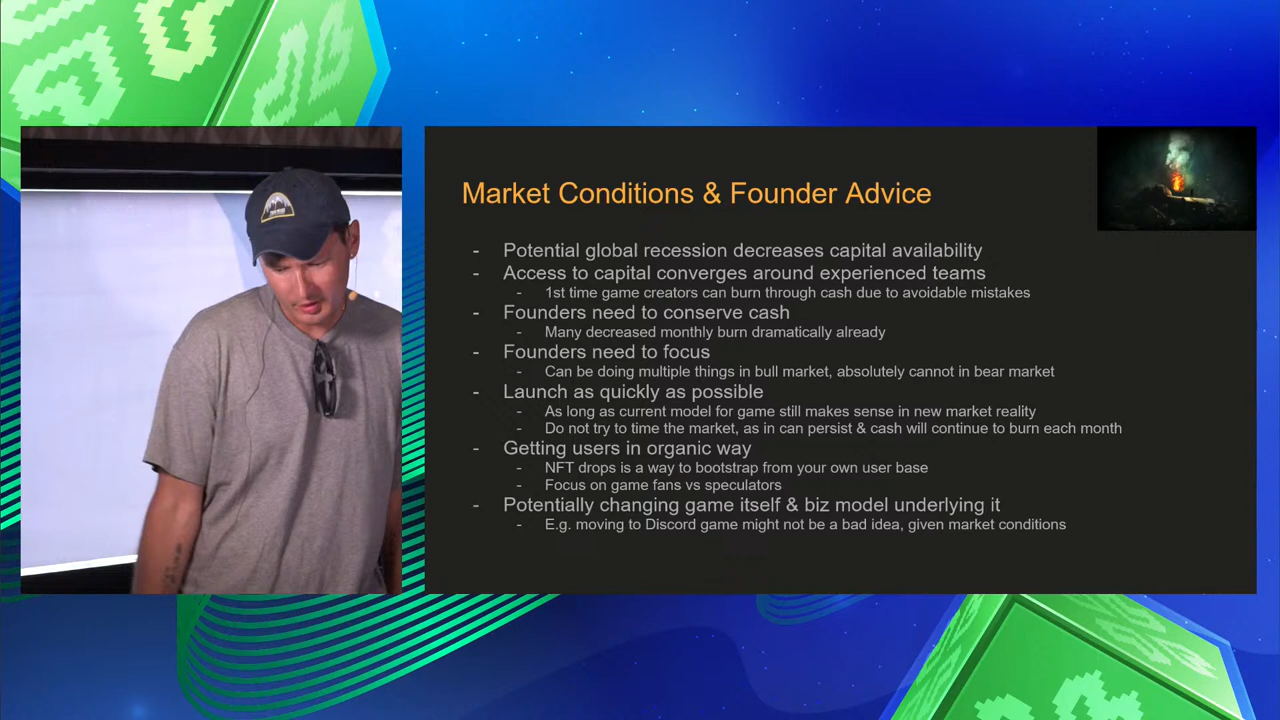 Market Conditions & Founder Advice
- Potential global recession decreases capital availability
- Access to capital converges around experienced teams
- 1st time game creators can burn through cash due to avoidable mistakes
- Founders need to conserve cash
- Many decreased monthly burn dramatically already
- Founders need to focus
- Can be doing multiple things in bull market, absolutely cannot in bear market
- Launch as quickly as possible
- As long as current model for game still makes sense in new market reality
- Do not try to time the market, as in can persist & cash will continue to burn each month
- Getting users in organic way
- NFT drops is a way to bootstrap from your own user base
- Focus on game fans vs speculators
- Potentially changing game itself & biz model underlying it
- E.g. moving to Discord game might not be a bad idea, given market conditions